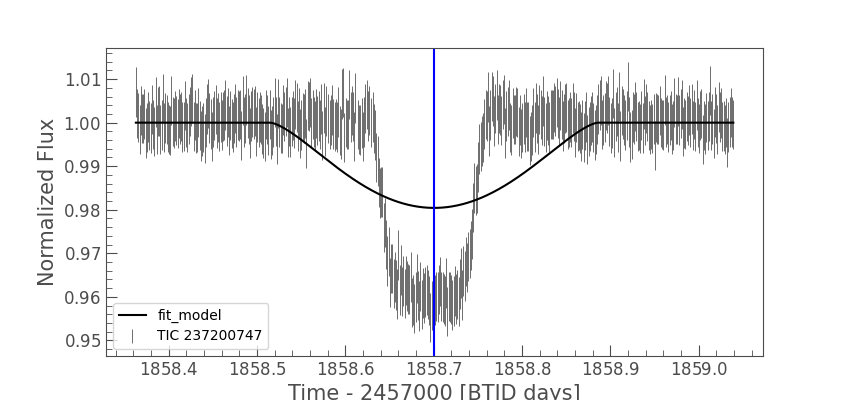 Normalized Flux
1.01
1.00
0.99
0.98
0.97
0.96
0.95
fit_model
TIC 237200747
1858.4 1858.5 1858.6 1858.7 1858.8 1858.9 1859.0
Time - 2457000 [BTJD days]